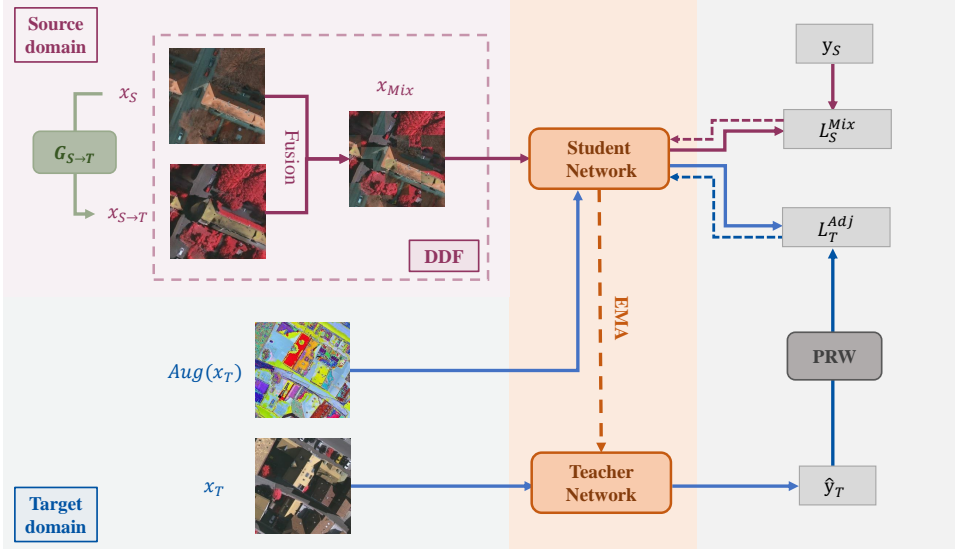 Source
domain
x_S
G_{S→T}
x_{S→T}
Fusion
x_{Mix}
DDF
Student
Network
y_S
L_S^{Mix}
L_T^{Adj}
EMA
PRW
Aug(x_T)
x_T
Teacher
Network
ŷ_T
Target
domain